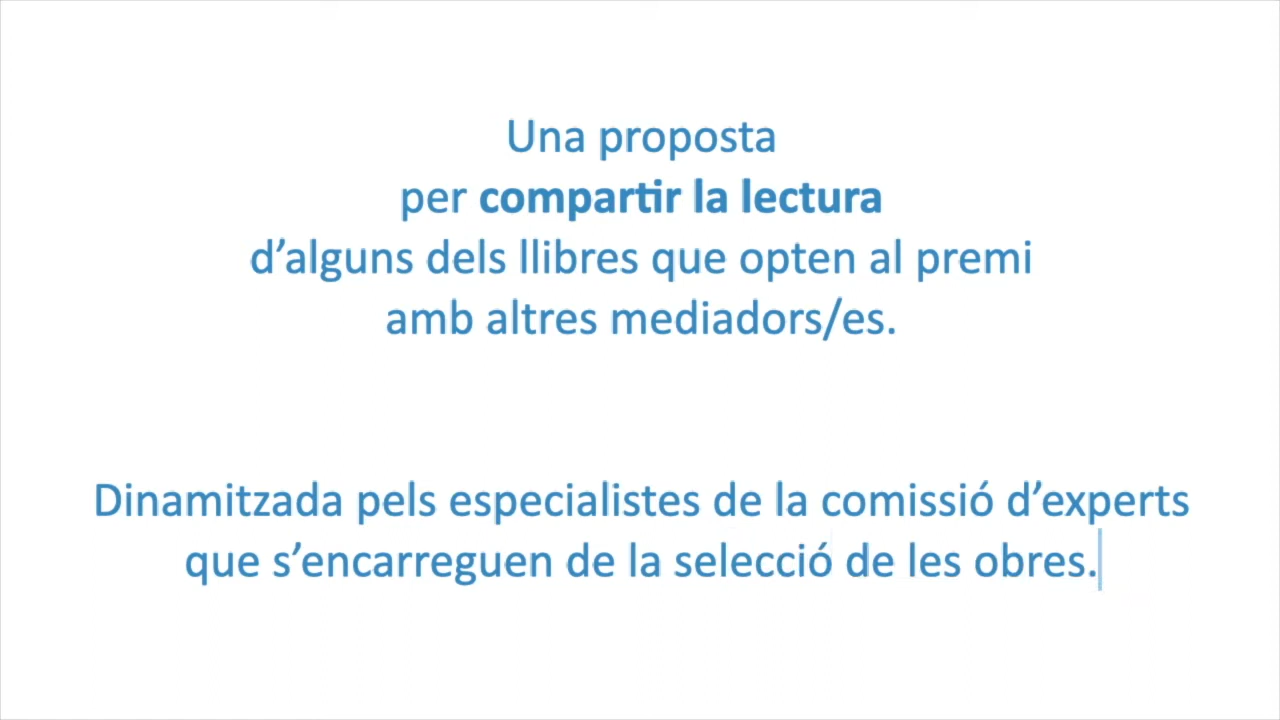 Una proposta
per compartir la lectura
d’alguns dels llibres que opten al premi
amb altres mediadors/es.
Dinamitzada pels especialistes de la comissió d’experts
que s’encarreguen de la selecció de les obres.